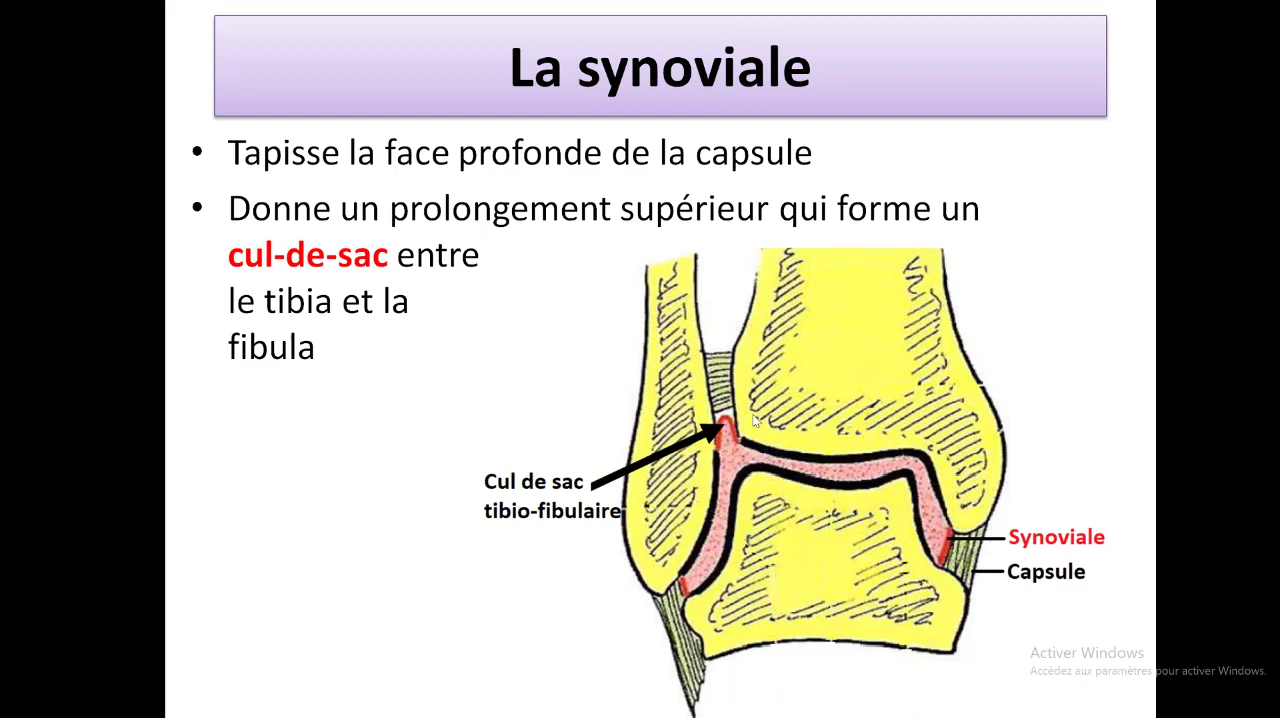 La synoviale
• Tapisse la face profonde de la capsule
• Donne un prolongement supérieur qui forme un
cul-de-sac entre
le tibia et la
fibula
Cul de sac
tibio-fibulaire
Synoviale
Capsule
Activer Windows
Accédez aux paramètres pour activer Windows.